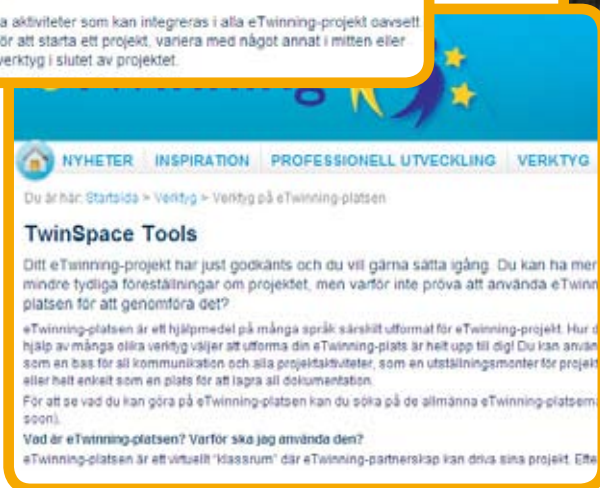 a aktiviteter som kan integreras i alla eTwinning-projekt oavsett
ör att starta ett projekt, variera med något annat i mitten eller
verktyg i slutet av projektet.
NYHETER INSPIRATION PROFESSIONELL UTVECKLING VERKTYG
Du är här: Startsida > Verktyg > Verktyg på eTwinning-platsen
TwinSpace Tools
Ditt eTwinning-projekt har just godkänts och du vill gärna sätta igång. Du kan ha mer
mindre tydliga föreställningar om projektet, men varför inte pröva att använda eTwinn
platsen för att genomföra det?
eTwinning-platsen är ett hjälpmedel på många språk särskilt utformat för eTwinning-projekt. Hur d
hjälp av många olika verktyg väljer att utforma din eTwinning-plats är helt upp till dig! Du kan använ
som en bas för all kommunikation och alla projektaktiviteter, som en utställningsmonter för projekt
eller helt enkelt som en plats för att lagra all dokumentation.
För att se vad du kan göra på eTwinning-platsen kan du söka på de allmänna eTwinning-platserna
soon).
Vad är eTwinning-platsen? Varför ska jag använda den?
eTwinning-platsen är ett virtuellt "klassrum" där eTwinning-partnerskap kan driva sina projekt. Efte